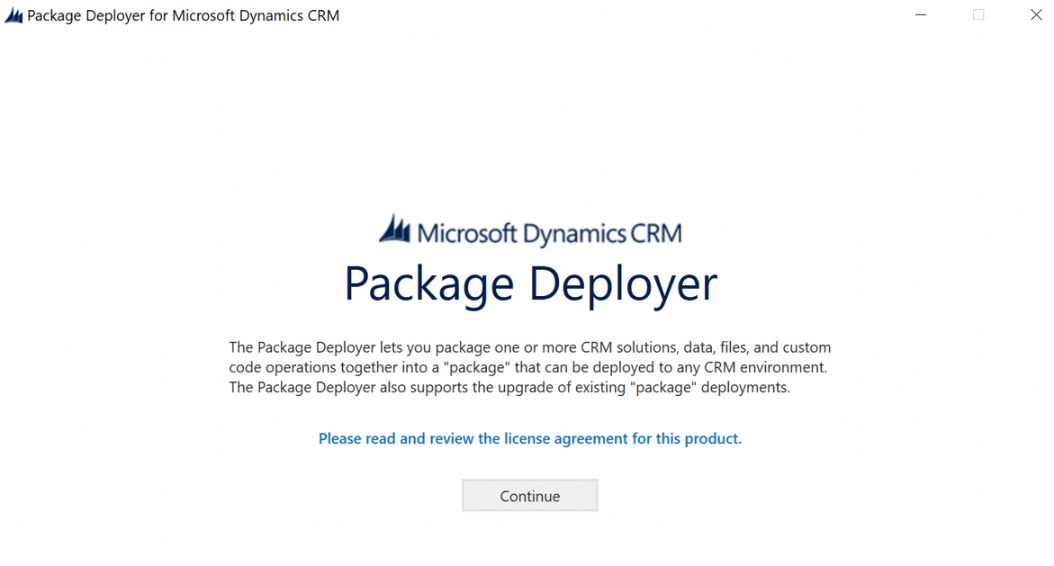 Package Deployer for Microsoft Dynamics CRM
Microsoft Dynamics CRM
Package Deployer
The Package Deployer lets you package one or more CRM solutions, data, files, and custom
code operations together into a "package" that can be deployed to any CRM environment.
The Package Deployer also supports the upgrade of existing "package" deployments.
Please read and review the license agreement for this product.
Continue